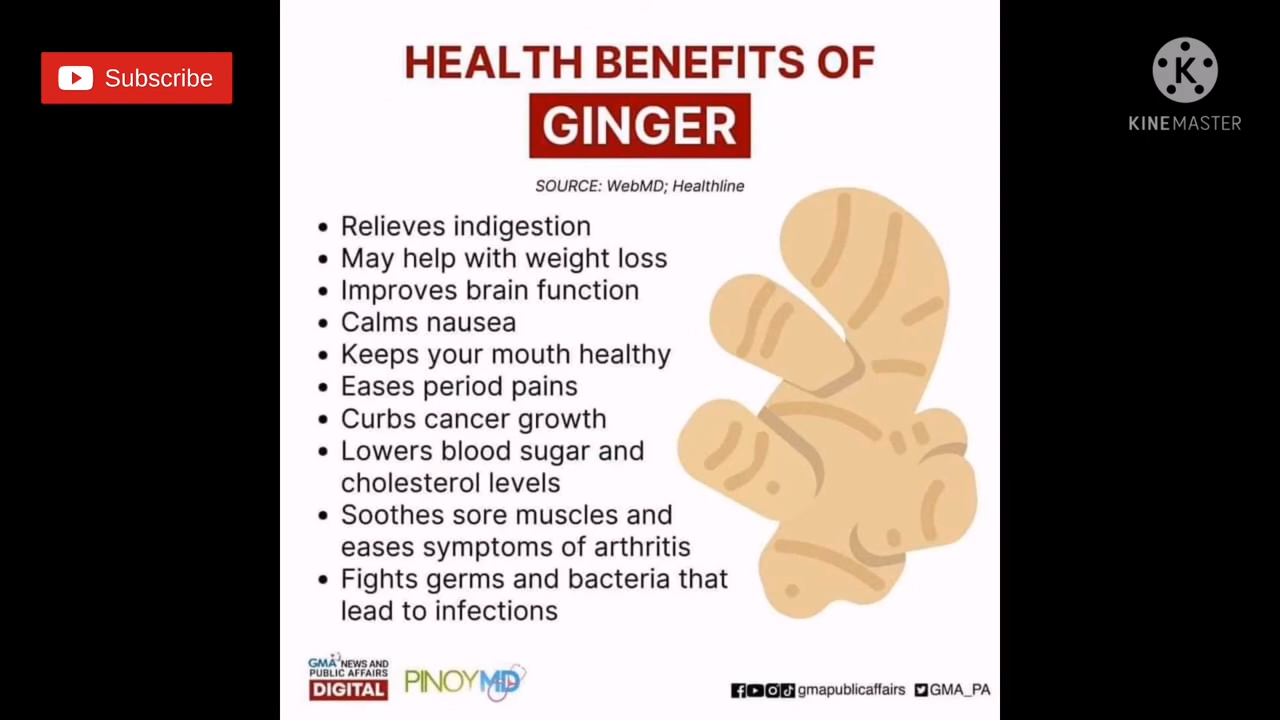 Subscribe
K
KINEMASTER
HEALTH BENEFITS OF
GINGER
SOURCE: WebMD; Healthline
• Relieves indigestion
• May help with weight loss
• Improves brain function
• Calms nausea
• Keeps your mouth healthy
• Eases period pains
• Curbs cancer growth
• Lowers blood sugar and
cholesterol levels
• Soothes sore muscles and
eases symptoms of arthritis
• Fights germs and bacteria that
lead to infections
GMA NEWS AND
PUBLIC AFFAIRS
DIGITAL
PINOYMD
gmapublicaffairs
GMA_PA